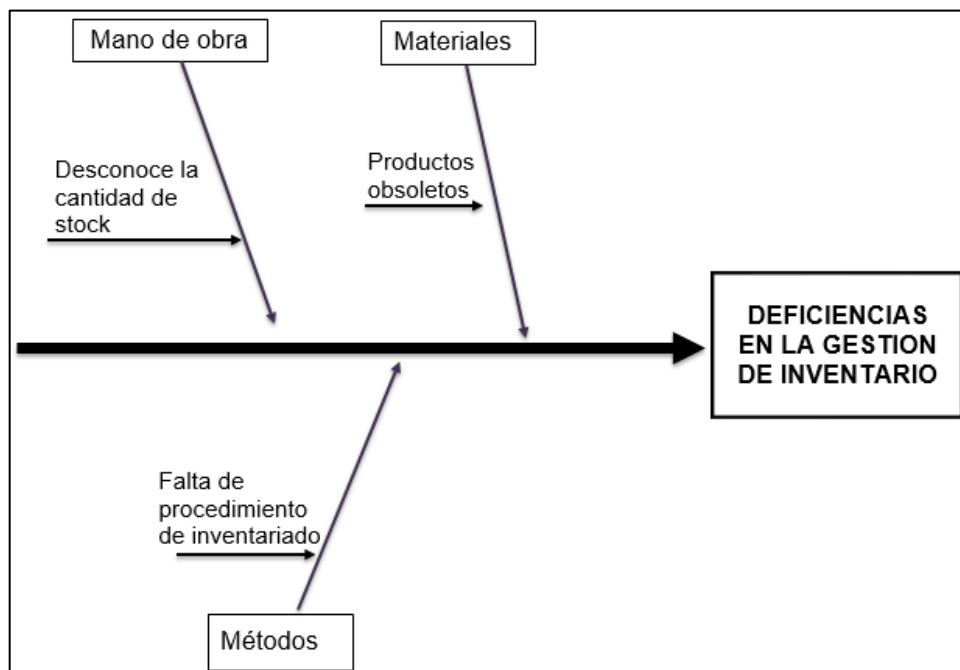 Mano de obra
Materiales
Desconoce la
cantidad de
stock
Productos
obsoletos
DEFICIENCIAS
EN LA GESTION
DE INVENTARIO
Falta de
procedimiento
de inventariado
Métodos